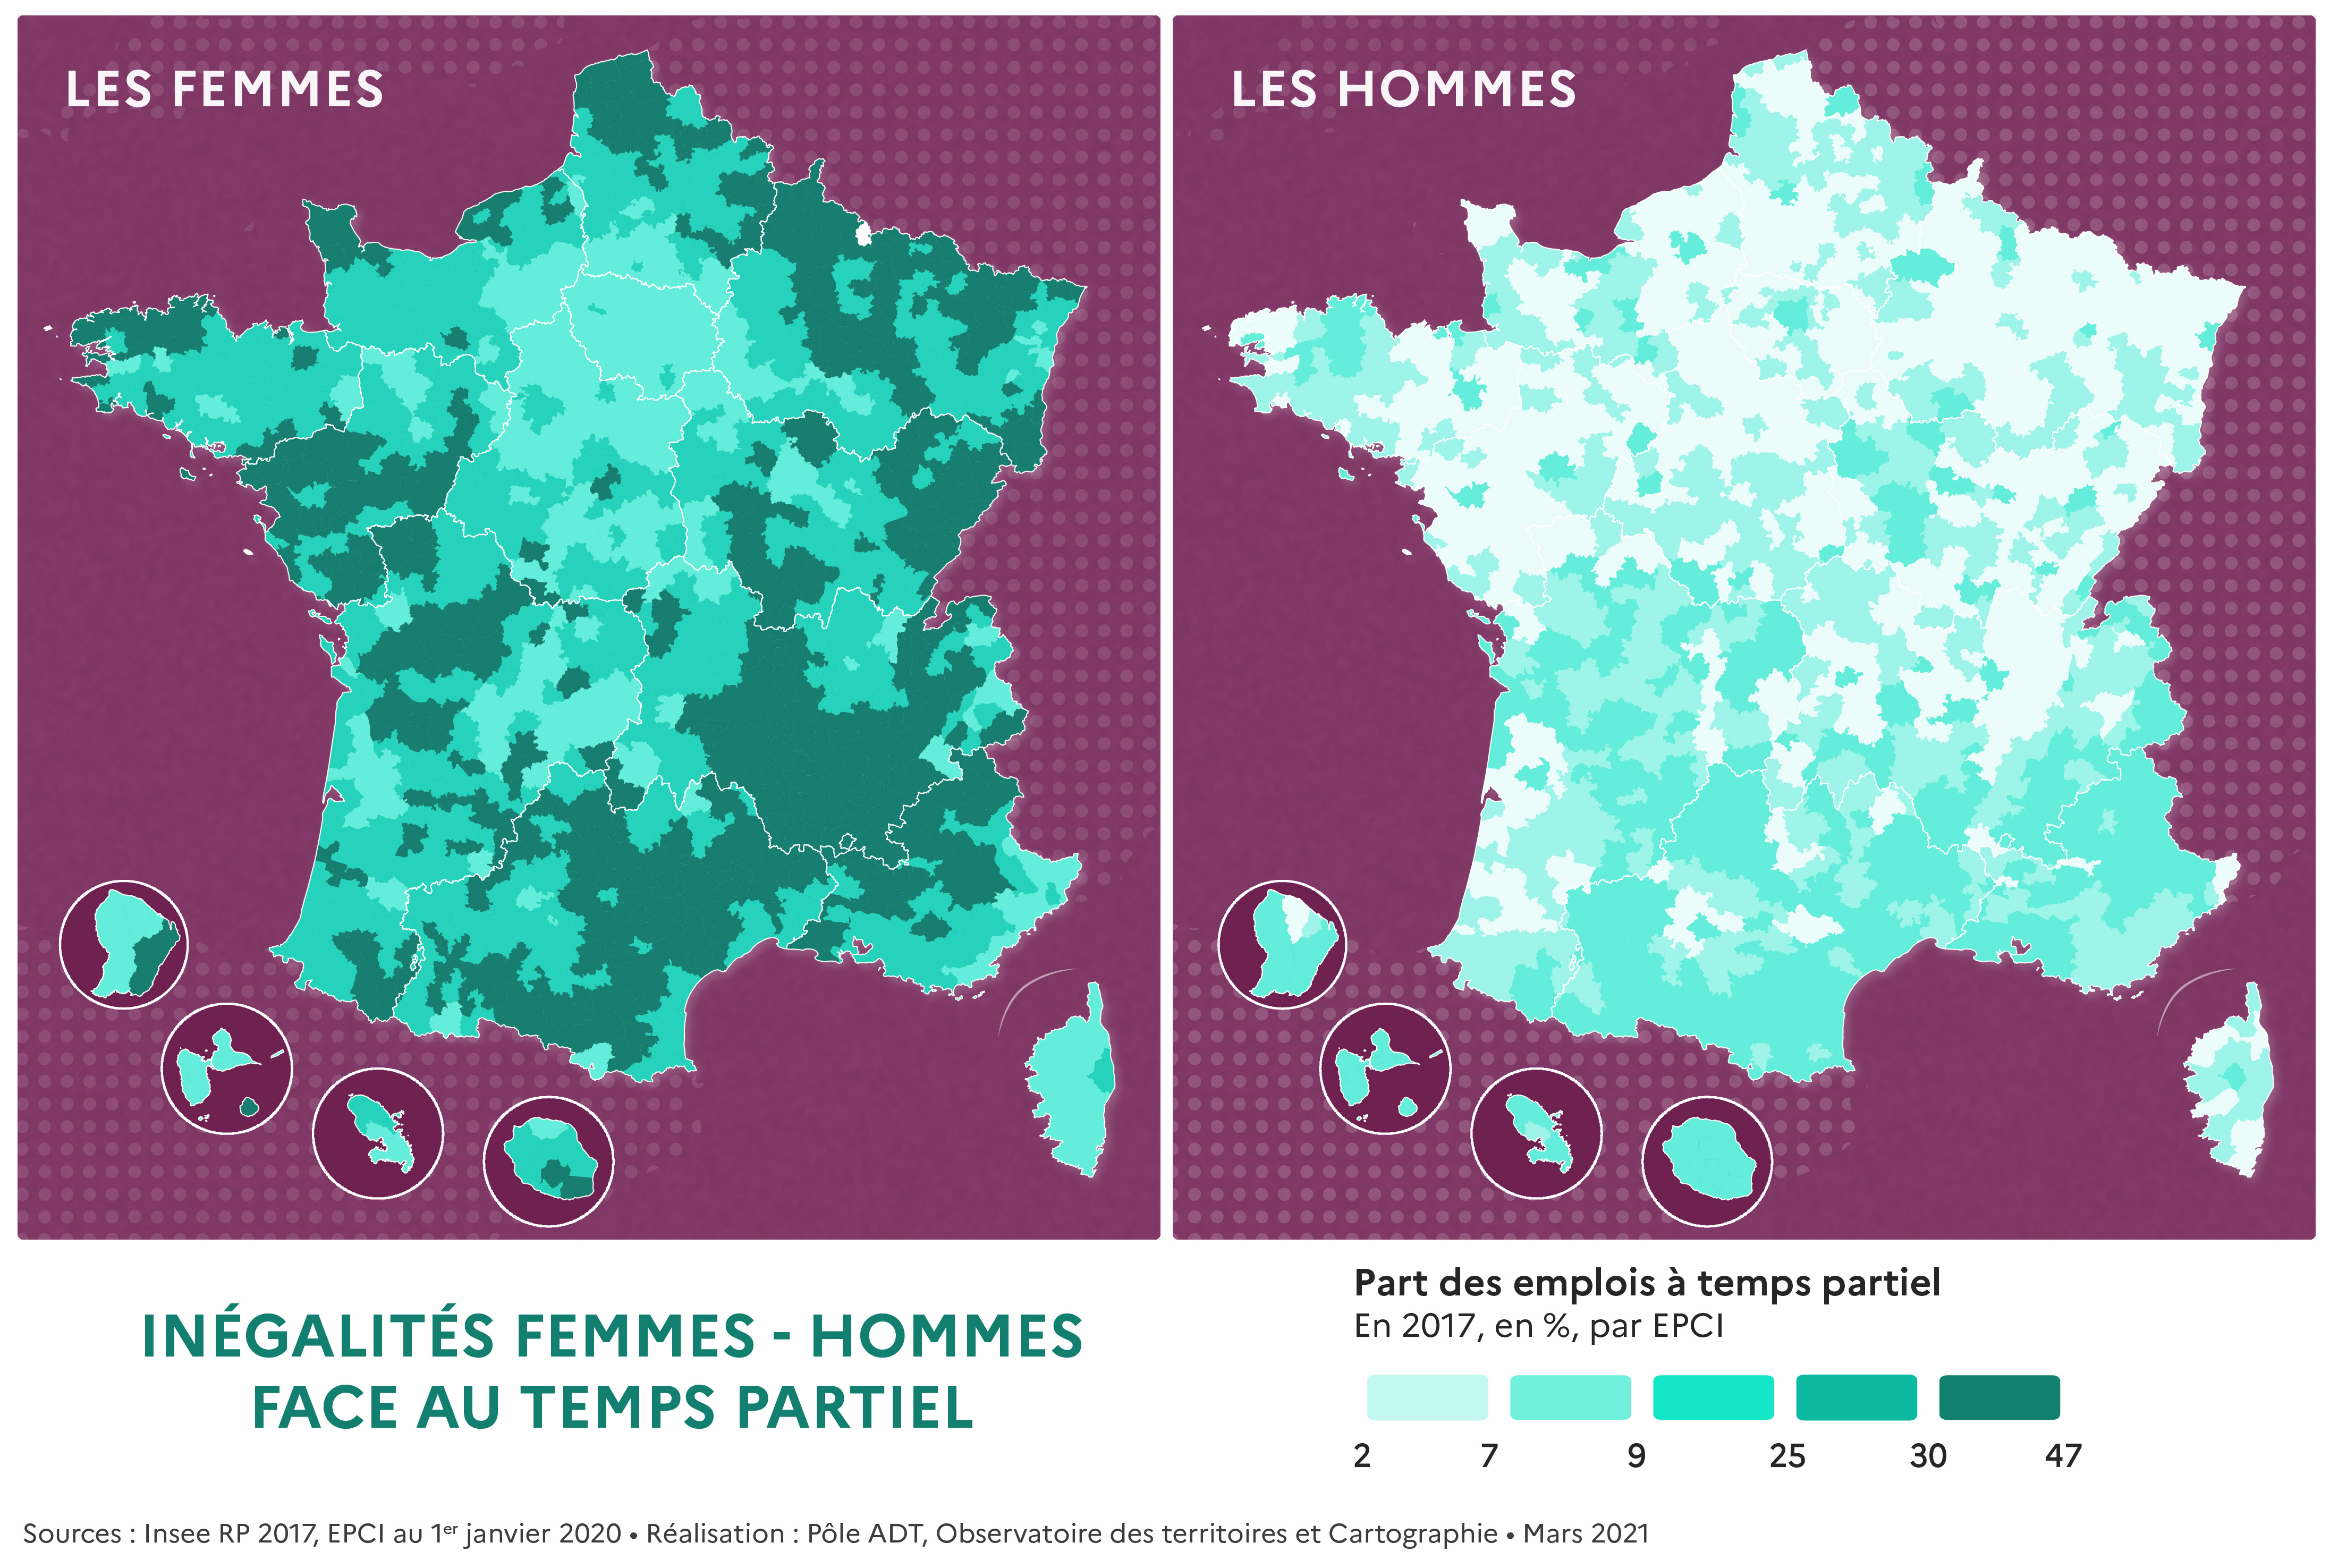 LES FEMMES
LES HOMMES
INÉGALITÉS FEMMES - HOMMES
FACE AU TEMPS PARTIEL
Part des emplois à temps partiel
En 2017, en %, par EPCI
2 7 9 25 30 47
Sources : Insee RP 2017, EPCI au 1er janvier 2020 • Réalisation : Pôle ADT, Observatoire des territoires et Cartographie • Mars 2021